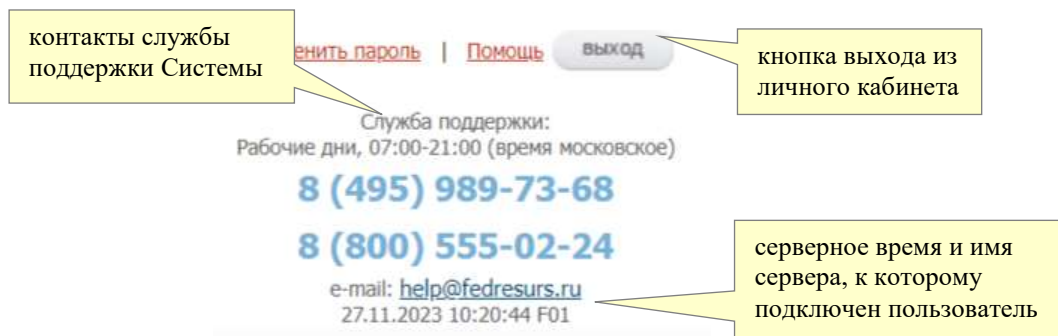 контакты службы
поддержки Системы
енить пароль | Помощь выход
кнопка выхода из
личного кабинета
Служба поддержки:
Рабочие дни, 07:00-21:00 (время московское)
8 (495) 989-73-68
8 (800) 555-02-24
e-mail: help@fedresurs.ru
27.11.2023 10:20:44 F01
серверное время и имя
сервера, к которому
подключен пользователь